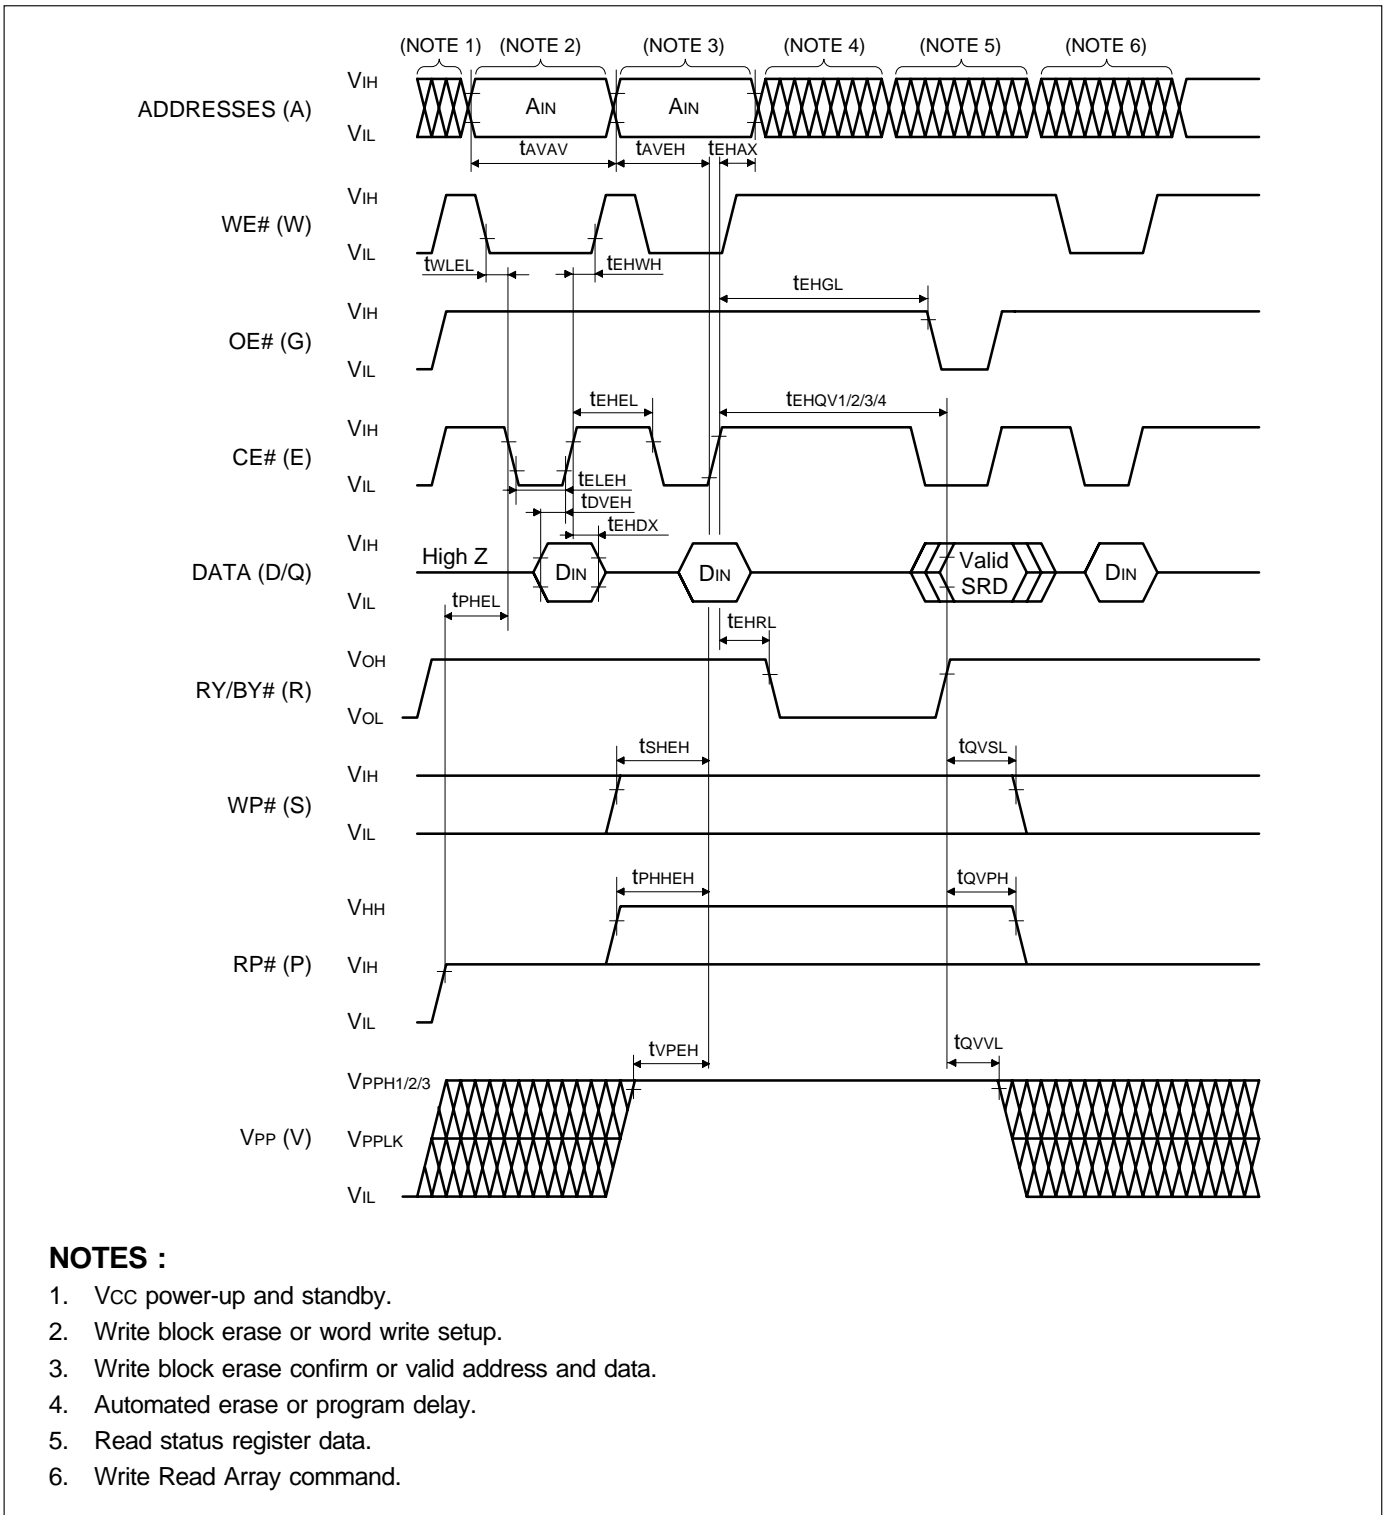 (NOTE 1) (NOTE 2) (NOTE 3) (NOTE 4) (NOTE 5) (NOTE 6)
VIH
ADDRESSES (A) AIN AIN
VIL
tAVAV tAVEH tEHAX
VIH
WE# (W)
VIL
tWLEL tEHWH
tEHGL
VIH
OE# (G)
VIL
tEHEL tEHQV1/2/3/4
VIH
CE# (E)
VIL
tELEH
tDVEH
tEHDX
VIH
High Z
DATA (D/Q) DIN DIN Valid SRD DIN
VIL
tPHEL
tEHRL
VOH
RY/BY# (R)
VOL
tSHEH tQVSL
VIH
WP# (S)
VIL
tPHHEH tQVPH
VHH
RP# (P) VIH
VIL
tVPEH tQVVL
VPPH1/2/3
VPP (V) VPPLK
VIL
NOTES :
1. VCC power-up and standby.
2. Write block erase or word write setup.
3. Write block erase confirm or valid address and data.
4. Automated erase or program delay.
5. Read status register data.
6. Write Read Array command.